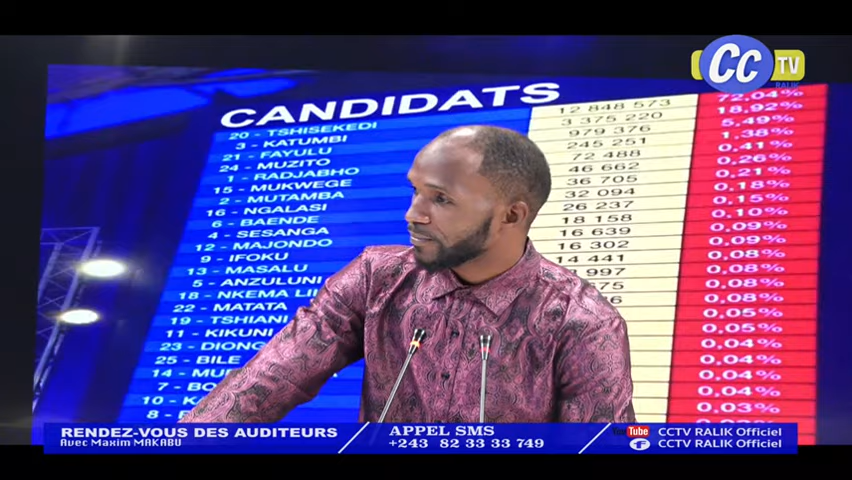 CC TV
RALIK
CANDIDATS
20 - TSHISEKEDI 12 848 573 72.04%
3 - KATUMBI 3 375 220 18.92%
21 - FAYULU 979 376 5.49%
24 - MUZITO 245 251 1.38%
1 - RADJABHO 72 488 0.41%
15 - MUKWEGE 46 662 0.26%
2 - MUTAMBA 36 705 0.21%
16 - NGALASI 32 094 0.18%
6 - BAENDE 26 237 0.15%
4 - SESANGA 18 158 0.10%
12 - MAJONDO 16 639 0.09%
9 - IFOKU 16 302 0.09%
13 - MASALU 14 441 0.08%
5 - ANZULUNI 0.08%
18 - NKEMA 0.08%
22 - MATATA 0.08%
19 - TSHIANI 0.05%
11 - KIKUNI 0.05%
23 - DIONG 0.04%
25 - BILE 0.04%
14 - 0.04%
7 - 0.04%
10 - 0.04%
8 - 0.03%
RENDEZ-VOUS DES AUDITEURS
Avec Maxim MAKABU
APPEL SMS
+243 82 33 33 749
YouTube CCTV RALIK Officiel
f CCTV RALIK Officiel